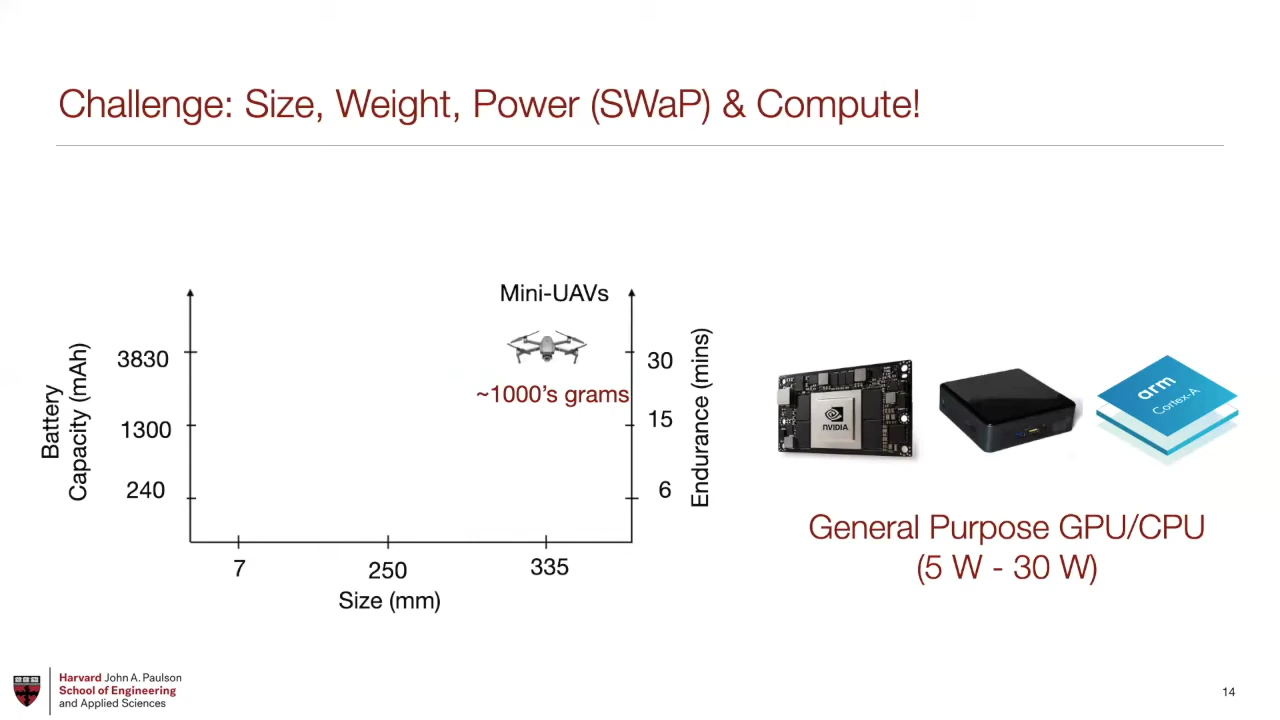 Challenge: Size, Weight, Power (SWaP) & Compute!
Mini-UAVs
~1000's grams
Battery
Capacity (mAh)
3830
1300
240
30
15
6
Endurance (mins)
7
250
335
Size (mm)
NVIDIA
arm
Cortex-A
General Purpose GPU/CPU
(5 W - 30 W)
Harvard John A. Paulson
School of Engineering
and Applied Sciences
14